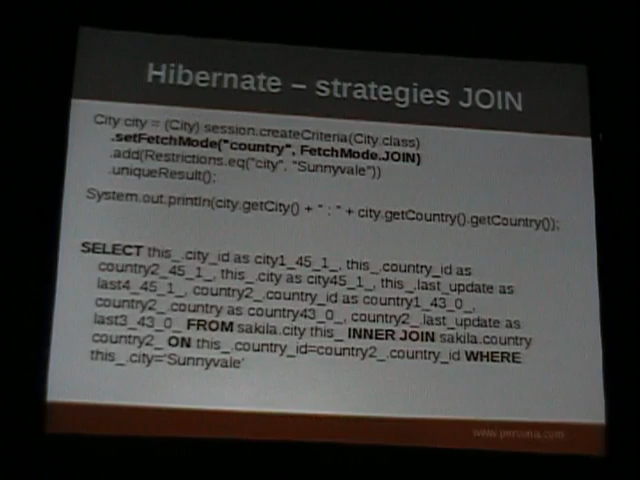 Hibernate – strategies JOIN
City city = (City) session.createCriteria(City.class)
.setFetchMode("country", FetchMode.JOIN)
.add(Restrictions.eq("city", "Sunnyvale"))
.uniqueResult();
System.out.println(city.getCity() + " : " + city.getCountry().getCountry());
SELECT this_.city_id as city1_45_1_, this_.country_id as
country2_45_1_, this_.city as city45_1_, this_.last_update as
last4_45_1_, country2_.country_id as country1_43_0_,
country2_.country as country43_0_, country2_.last_update as
last3_43_0_ FROM sakila.city this_ INNER JOIN sakila.country
country2_ ON this_.country_id=country2_.country_id WHERE
this_.city='Sunnyvale'
www.percona.com